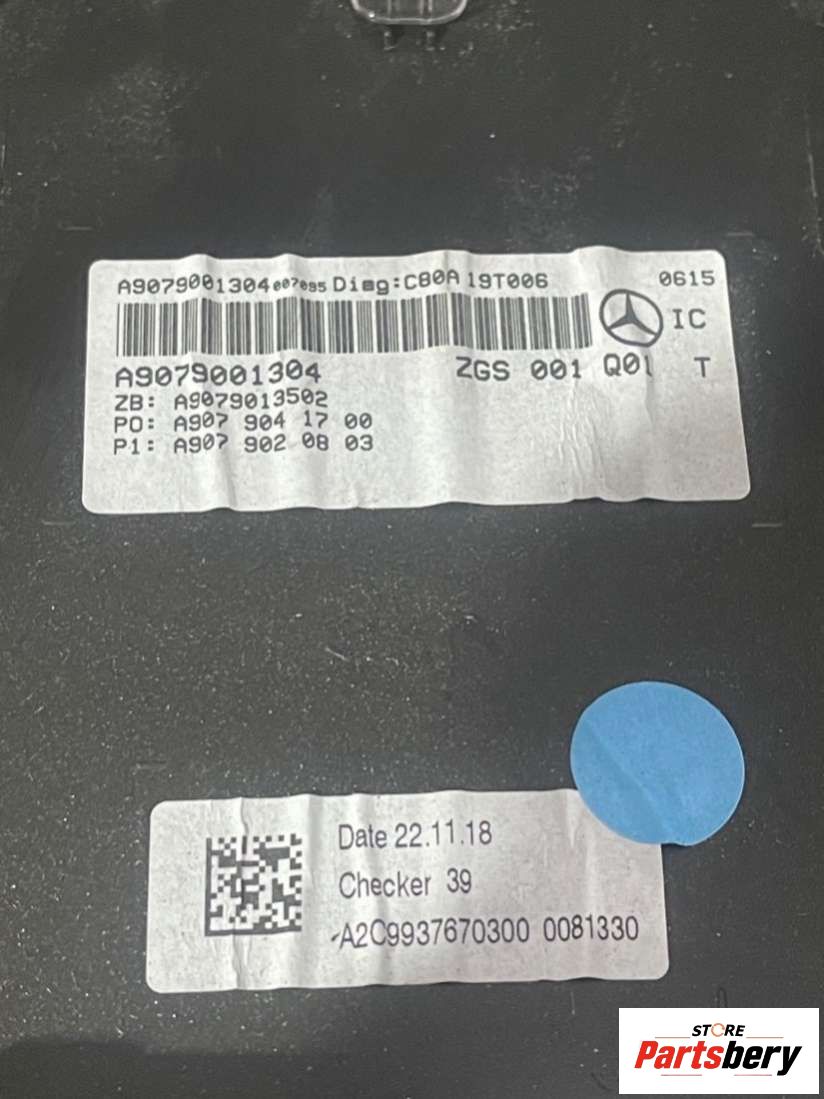 A9079001304 007095 Diag:C80A 19T006 0615
IC
A9079001304 ZGS 001 Q01 T
ZB: A9079013502
P0: A907 904 17 00
P1: A907 902 08 03
Date 22.11.18
Checker 39
-A2C9937670300 0081330
STORE
Partsbery